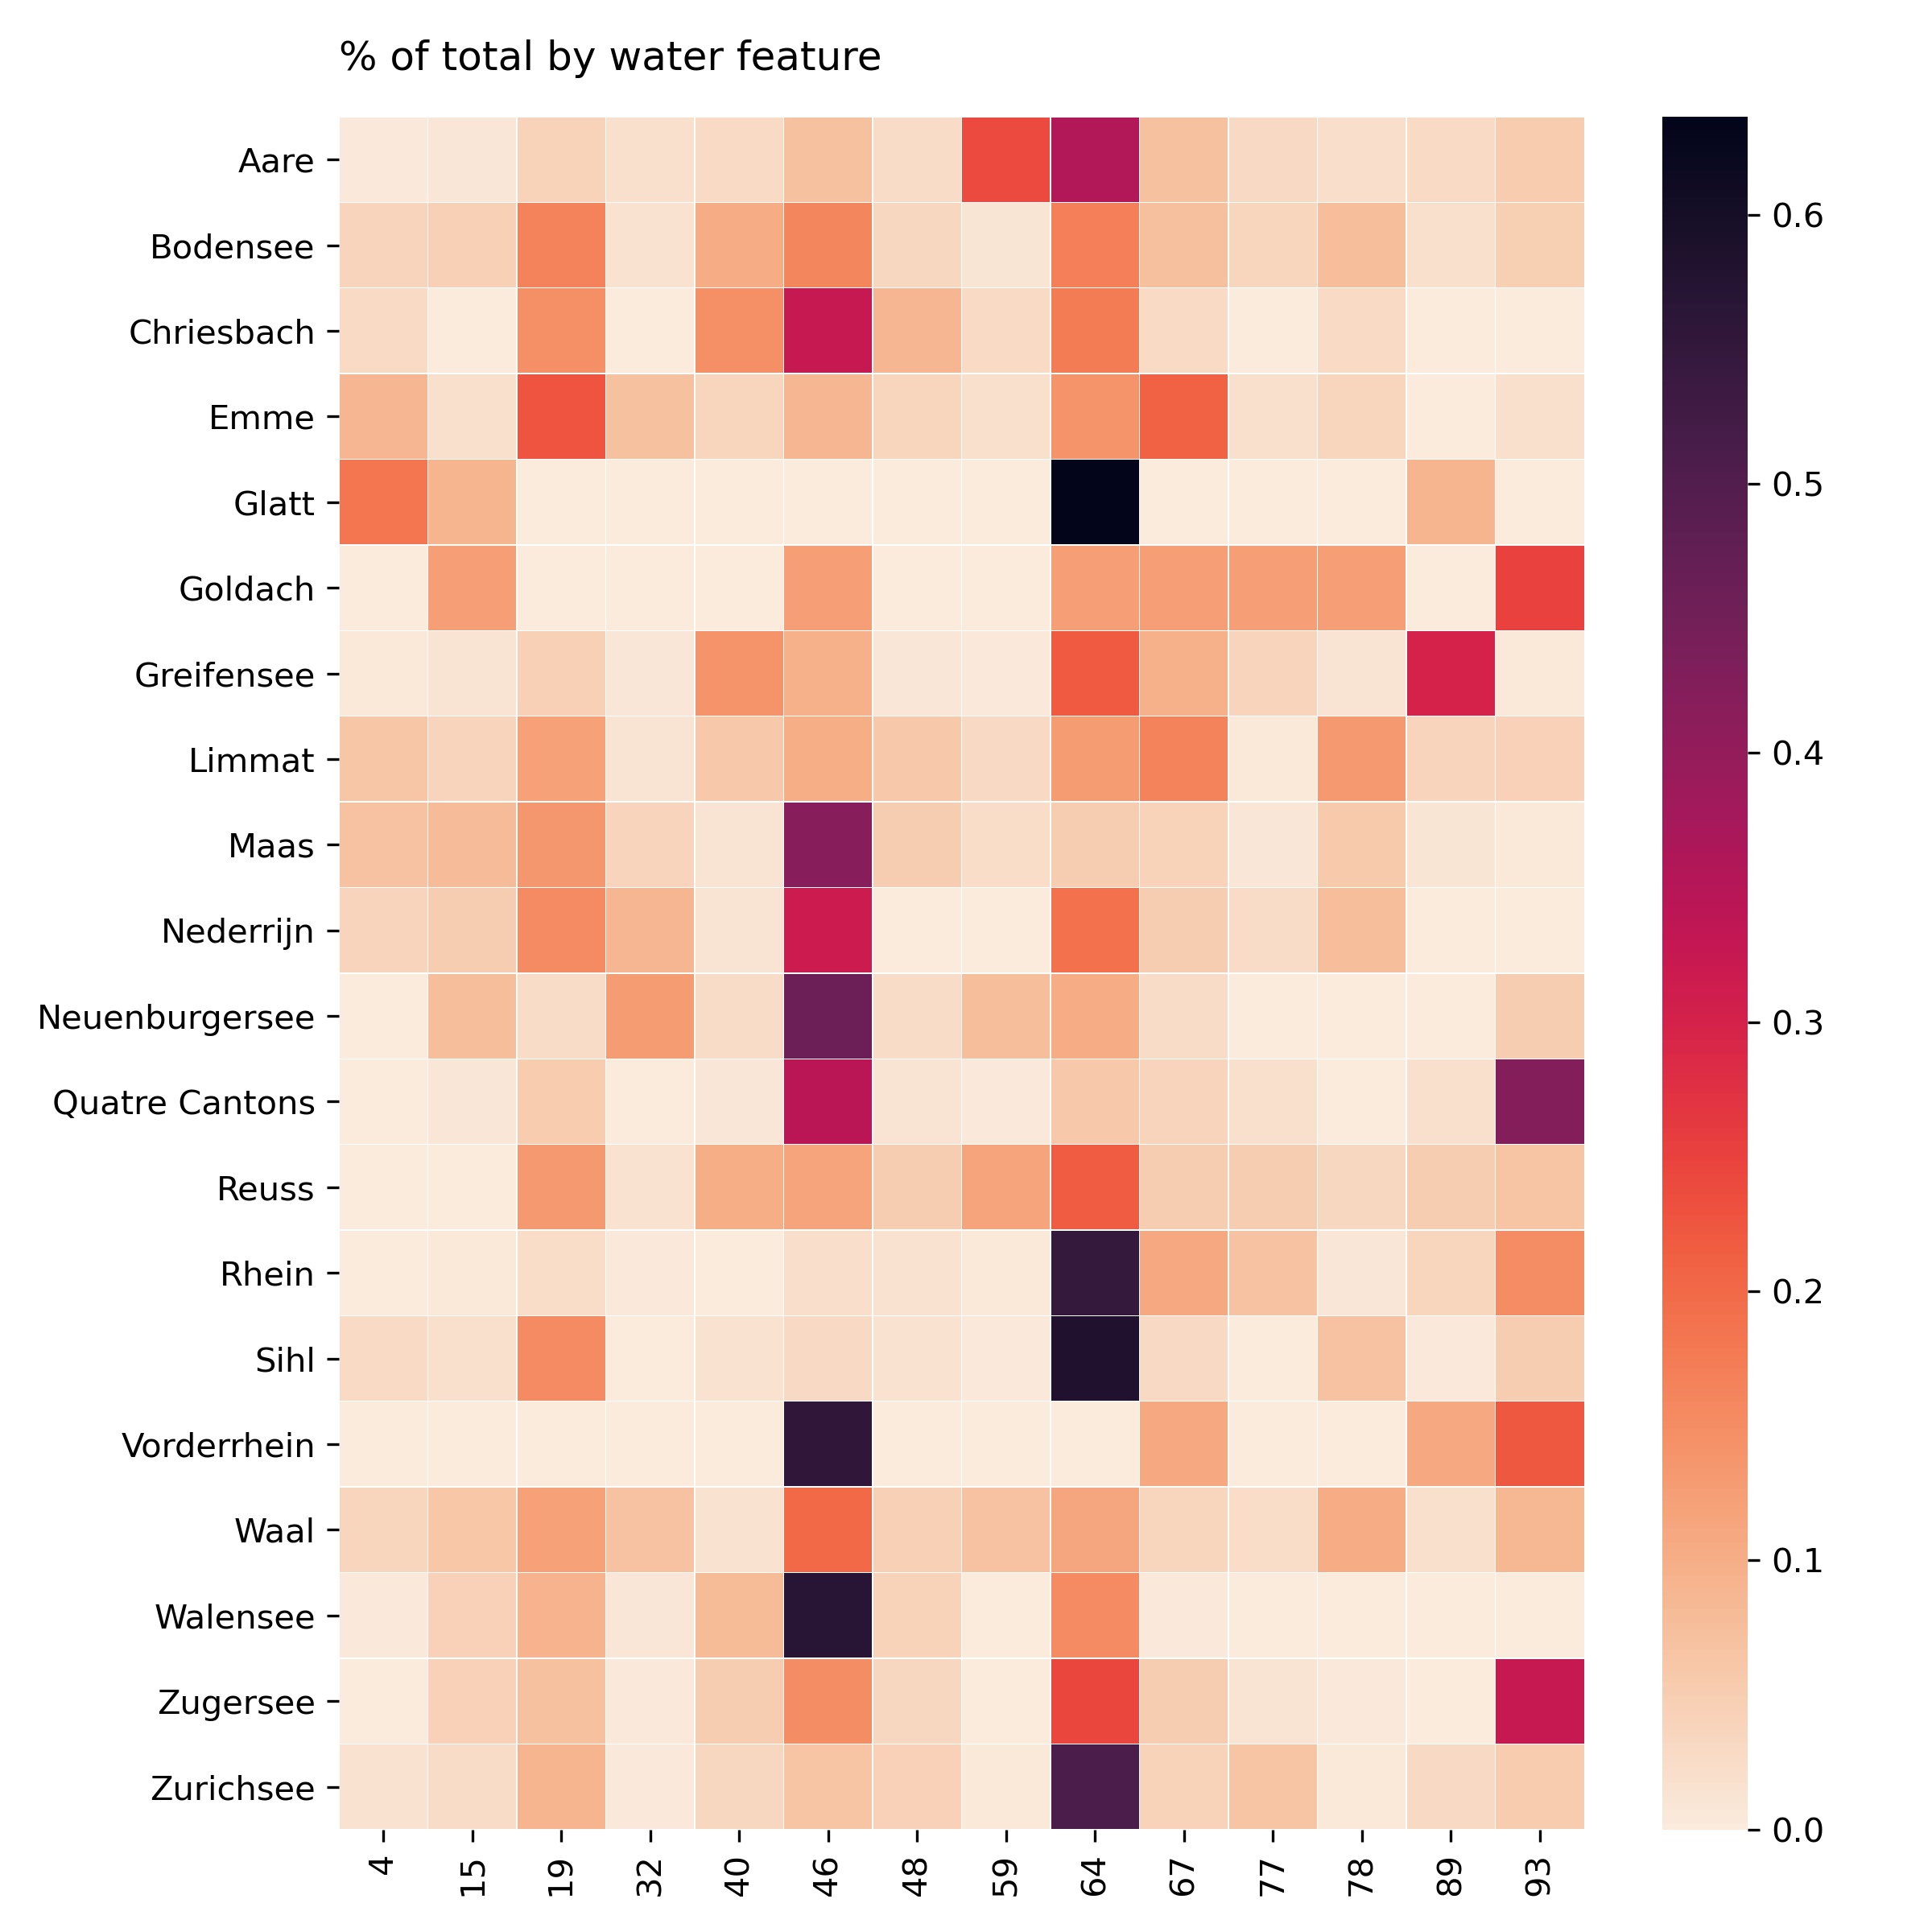 % of total by water feature
Aare
Bodensee
Chriesbach
Emme
Glatt
Goldach
Greifensee
Limmat
Maas
Nederrijn
Neuenburgersee
Quatre Cantons
Reuss
Rhein
Sihl
Vorderrhein
Waal
Walensee
Zugersee
Zurichsee
4 15 19 32 40 46 48 59 64 67 77 78 89 93
0.6
0.5
0.4
0.3
0.2
0.1
0.0